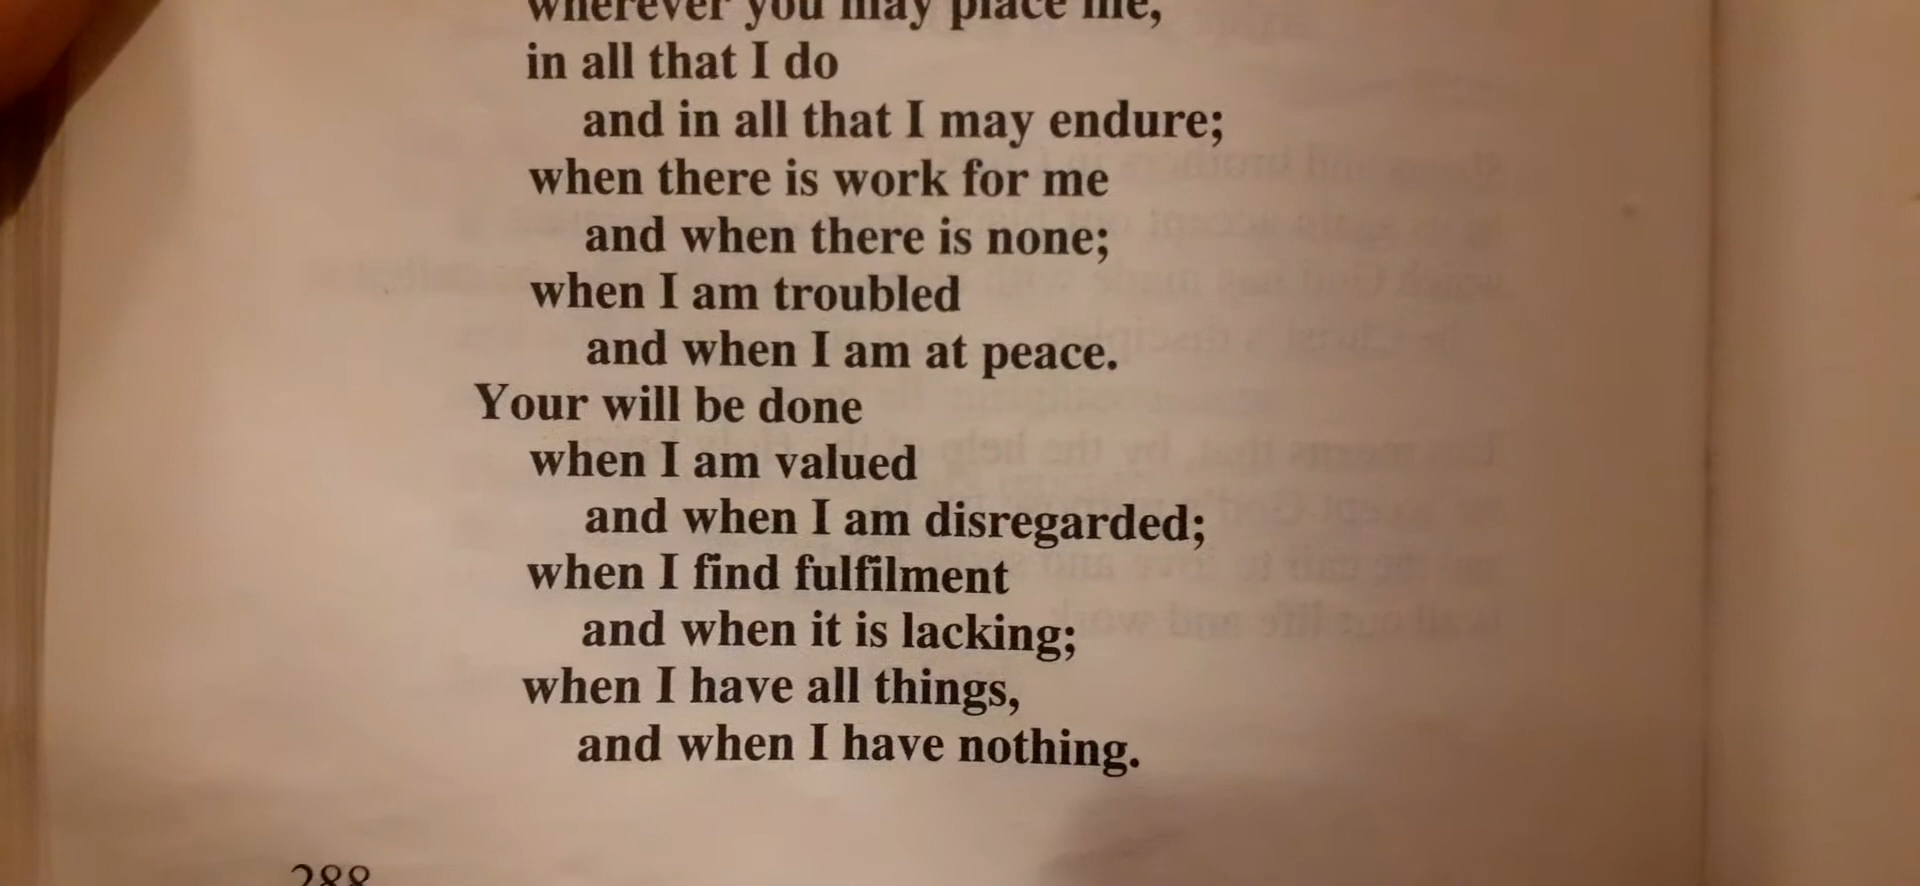 wherever you may place me,
in all that I do
and in all that I may endure;
when there is work for me
and when there is none;
when I am troubled
and when I am at peace.
Your will be done
when I am valued
and when I am disregarded;
when I find fulfilment
and when it is lacking;
when I have all things,
and when I have nothing.
288